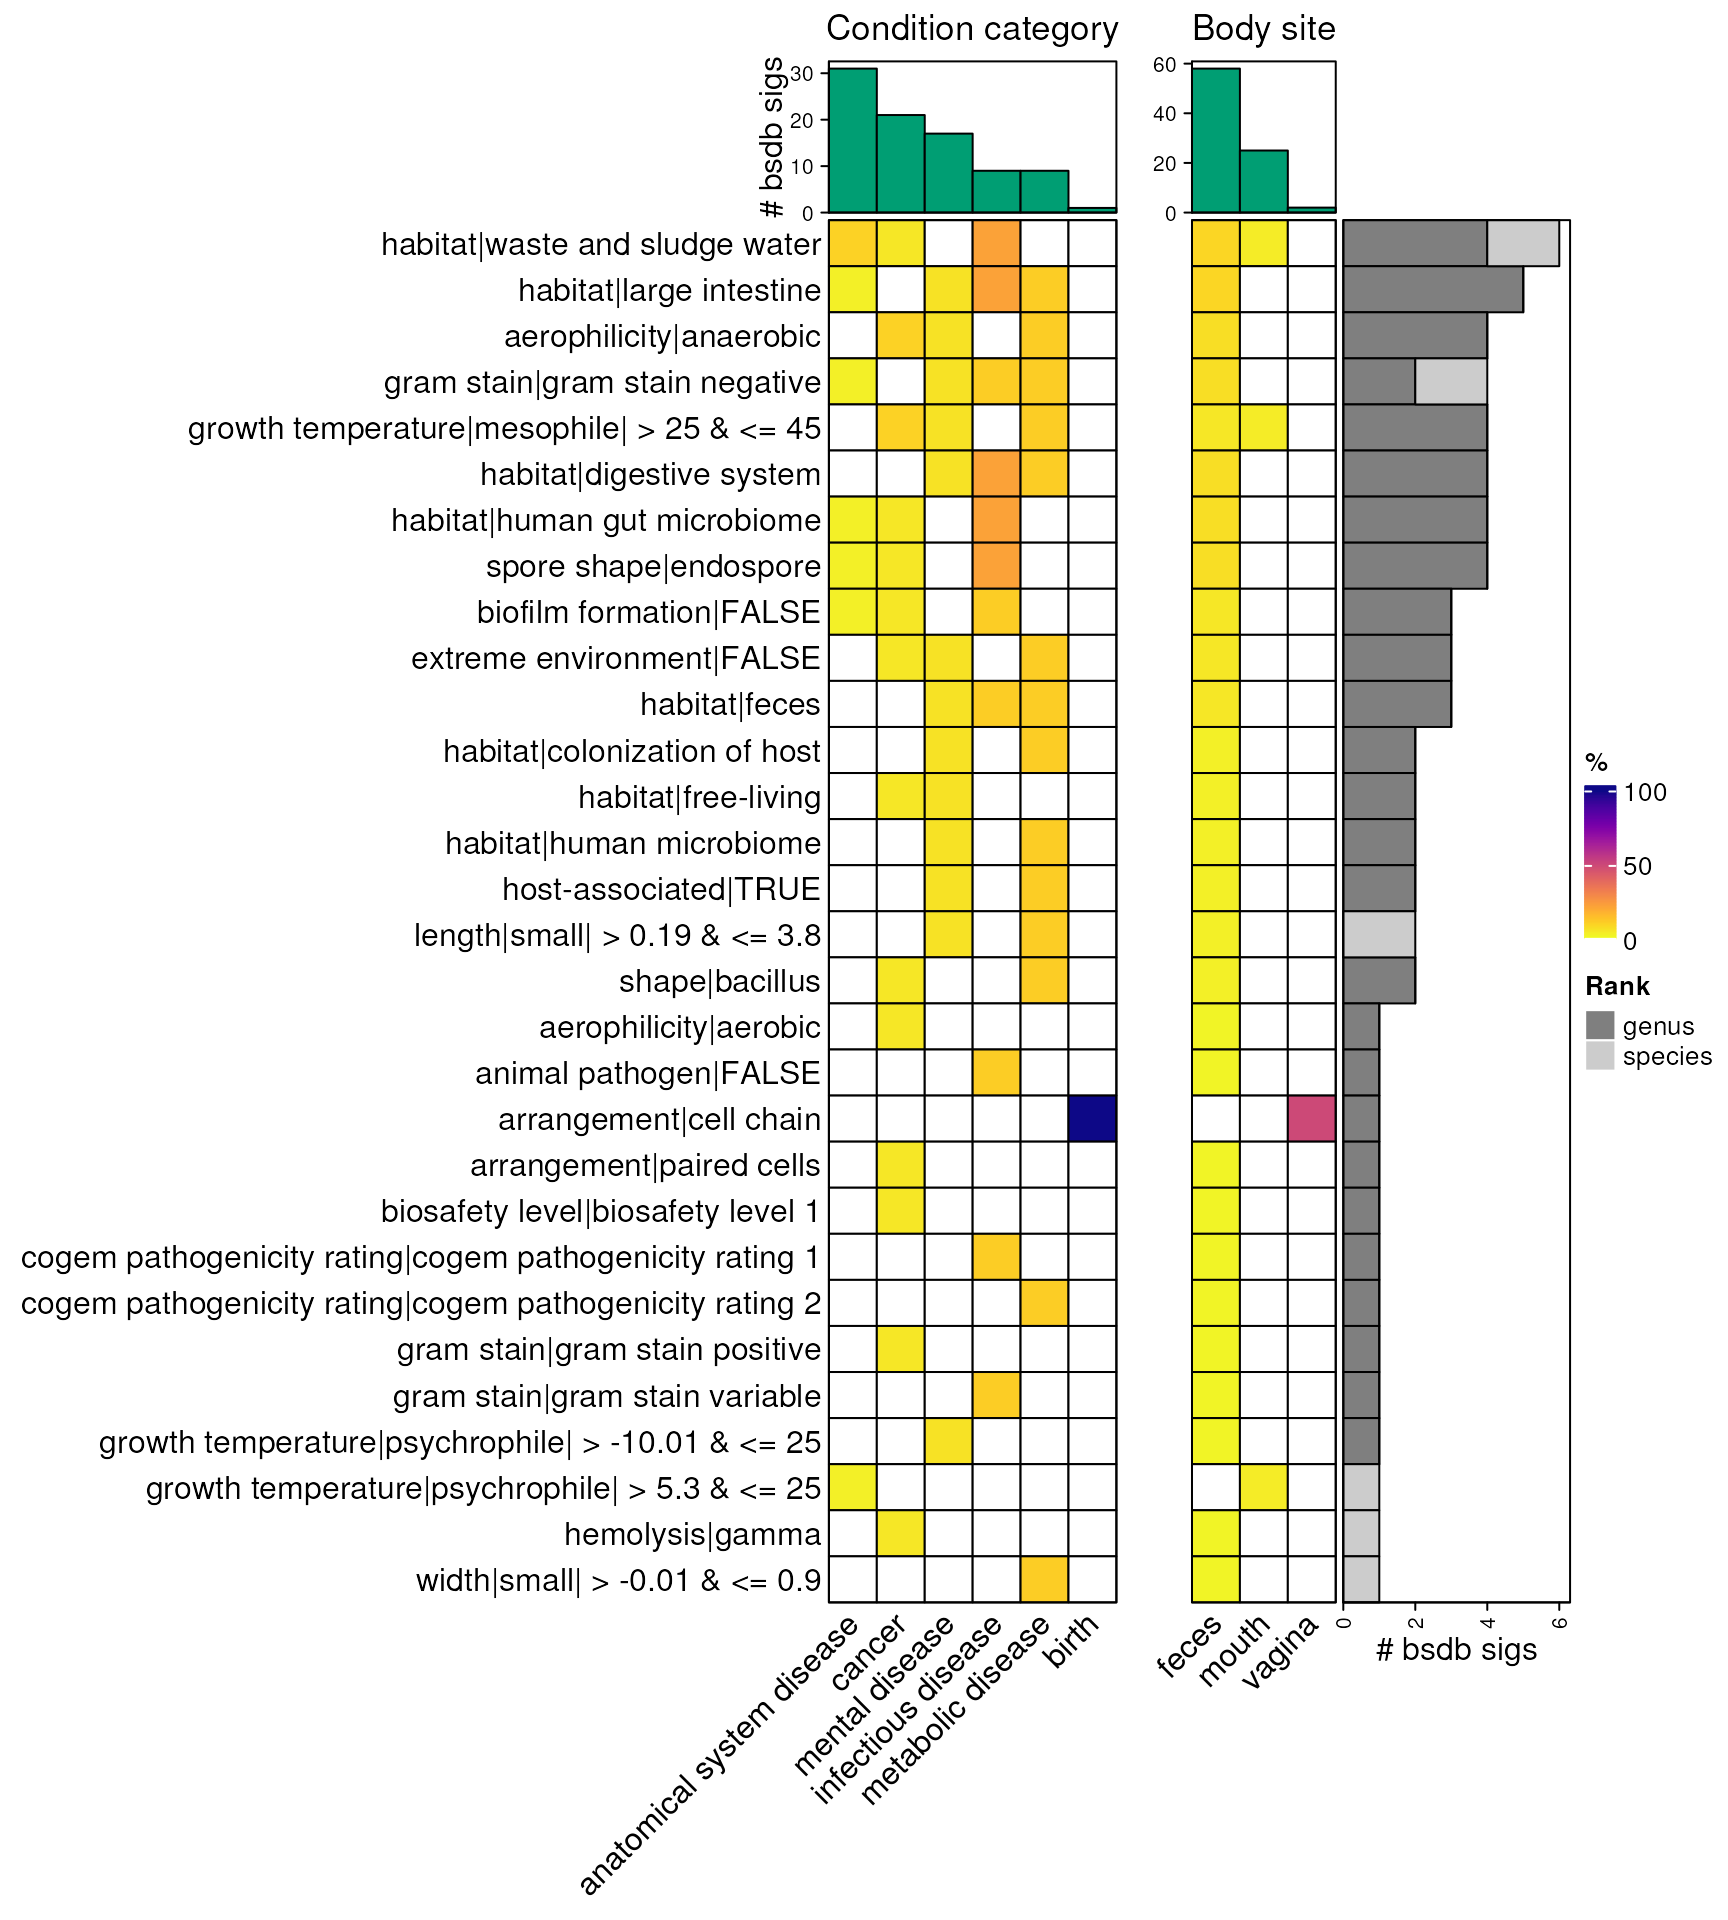 Condition category
Body site
# bsdb sigs
30
20
10
0
60
40
20
0
habitat|waste and sludge water
habitat|large intestine
aerophilicity|anaerobic
gram stain|gram stain negative
growth temperature|mesophile| > 25 & <= 45
habitat|digestive system
habitat|human gut microbiome
spore shape|endospore
biofilm formation|FALSE
extreme environment|FALSE
habitat|feces
habitat|colonization of host
habitat|free-living
habitat|human microbiome
host-associated|TRUE
length|small| > 0.19 & <= 3.8
shape|bacillus
aerophilicity|aerobic
animal pathogen|FALSE
arrangement|cell chain
arrangement|paired cells
biosafety level|biosafety level 1
cogem pathogenicity rating|cogem pathogenicity rating 1
cogem pathogenicity rating|cogem pathogenicity rating 2
gram stain|gram stain positive
gram stain|gram stain variable
growth temperature|psychrophile| > -10.01 & <= 25
growth temperature|psychrophile| > 5.3 & <= 25
hemolysis|gamma
width|small| > -0.01 & <= 0.9
anatomical system disease
cancer
mental disease
infectious disease
metabolic disease
birth
feces
mouth
vagina
0
2
4
6
# bsdb sigs
%
100
50
0
Rank
genus
species